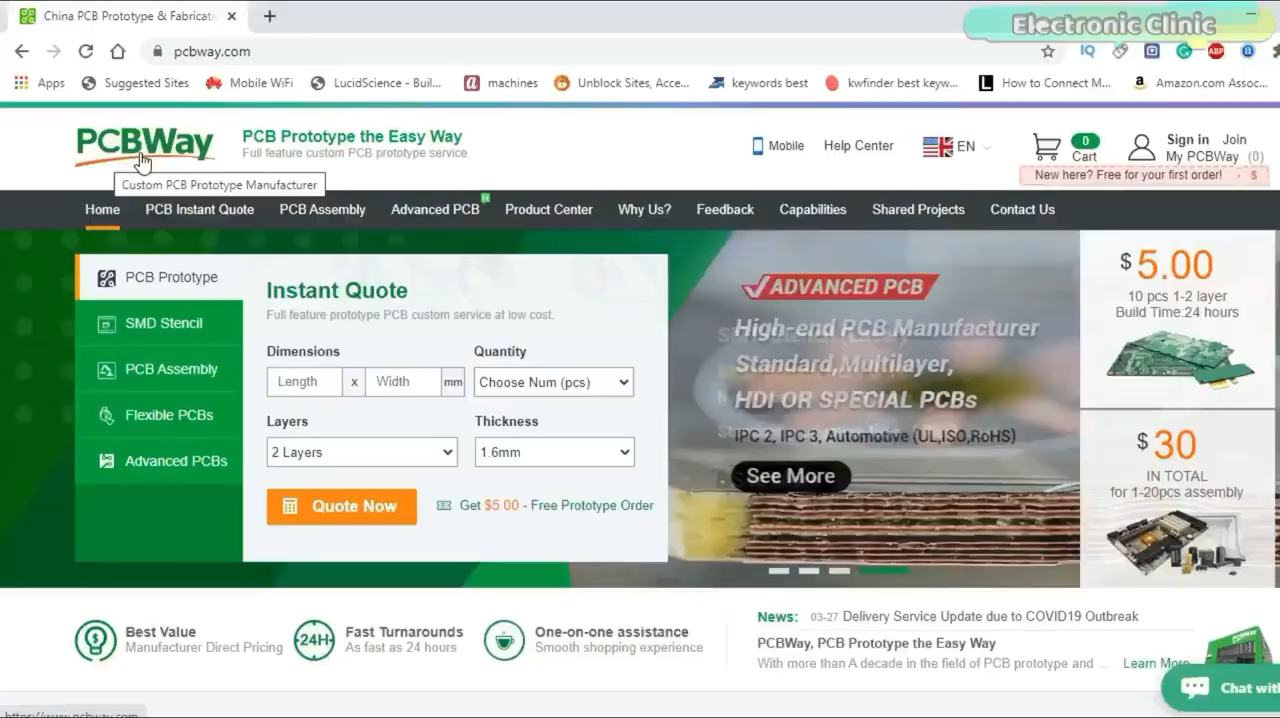 China PCB Prototype & Fabricat
Electronic Clinic
pcbway.com
IQ
ABP
Apps
Suggested Sites
Mobile WiFi
LucidScience - Buil...
machines
Unblock Sites, Acce...
keywords best
kwfinder best keyw...
How to Connect M...
Amazon.com Assoc...
PCBWay
PCB Prototype the Easy Way
Full feature custom PCB prototype service
Mobile
Help Center
EN
0
Cart
Sign in Join
My PCBWay (0)
New here? Free for your first order!
$
Custom PCB Prototype Manufacturer
Home
PCB Instant Quote
PCB Assembly
Advanced PCB
N
Product Center
Why Us?
Feedback
Capabilities
Shared Projects
Contact Us
PCB Prototype
SMD Stencil
PCB Assembly
Flexible PCBs
Advanced PCBs
Instant Quote
Full feature prototype PCB custom service at low cost.
Dimensions
Quantity
Length x Width mm
Choose Num (pcs)
Layers
Thickness
2 Layers
1.6mm
Quote Now
Get $5.00 - Free Prototype Order
ADVANCED PCB
High-end PCB Manufacturer
Standard,Multilayer,
HDI OR SPECIAL PCBs
IPC 2, IPC 3, Automotive (UL,ISO,RoHS)
See More
$ 5.00
10 pcs 1-2 layer
Build Time:24 hours
$ 30
IN TOTAL
for 1-20pcs assembly
Best Value
Manufacturer Direct Pricing
24H
Fast Turnarounds
As fast as 24 hours
One-on-one assistance
Smooth shopping experience
News: 03-27 Delivery Service Update due to COVID19 Outbreak
PCBWay, PCB Prototype the Easy Way
With more than A decade in the field of PCB prototype and ... Learn More
Chat with
https://www.pcbway.com